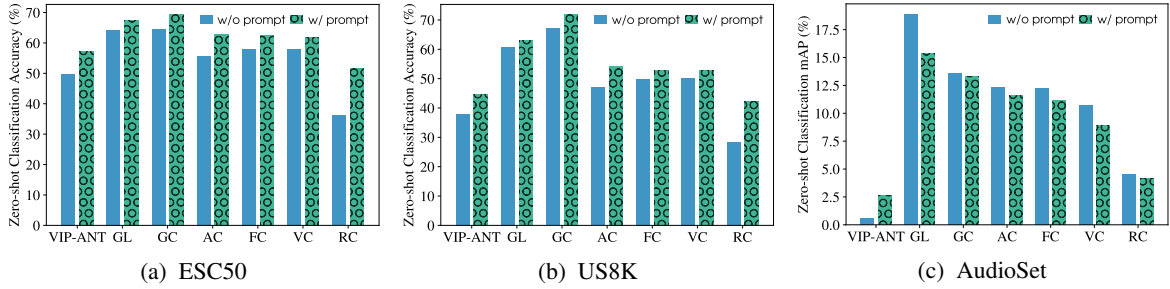 Zero-shot Classification Accuracy (%)
70
60
50
40
30
20
10
0
w/o prompt w/ prompt
VIP-ANT GL GC AC FC VC RC
(a) ESC50
Zero-shot Classification Accuracy (%)
70
60
50
40
30
20
10
0
w/o prompt w/ prompt
VIP-ANT GL GC AC FC VC RC
(b) US8K
Zero-shot Classification mAP (%)
17.5
15.0
12.5
10.0
7.5
5.0
2.5
0.0
w/o prompt w/ prompt
VIP-ANT GL GC AC FC VC RC
(c) AudioSet